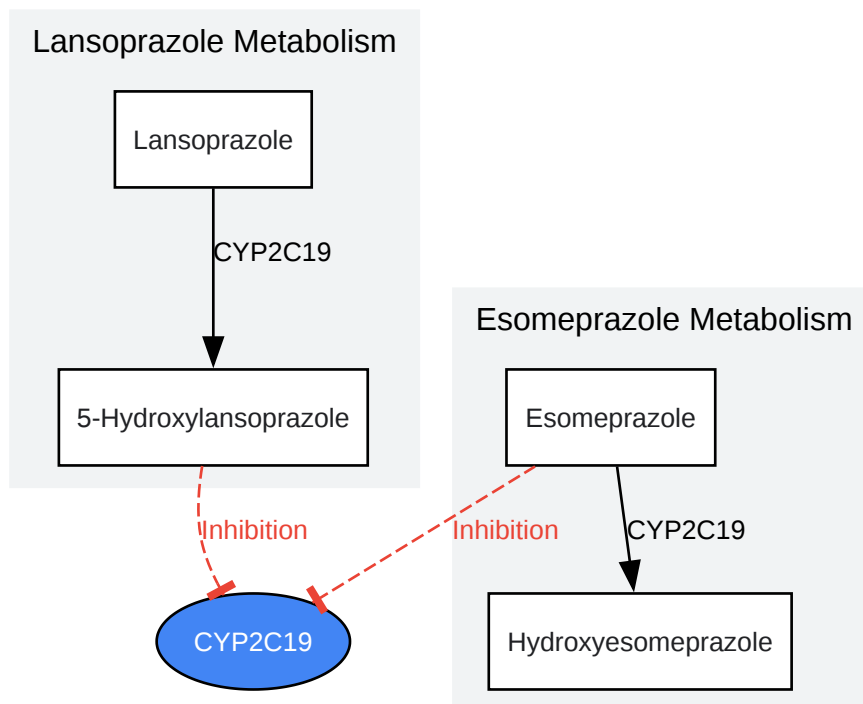 Lansoprazole Metabolism
Lansoprazole
CYP2C19
5-Hydroxylansoprazole
Inhibition
Esomeprazole Metabolism
Esomeprazole
Inhibition
CYP2C19
CYP2C19
Hydroxyesomeprazole